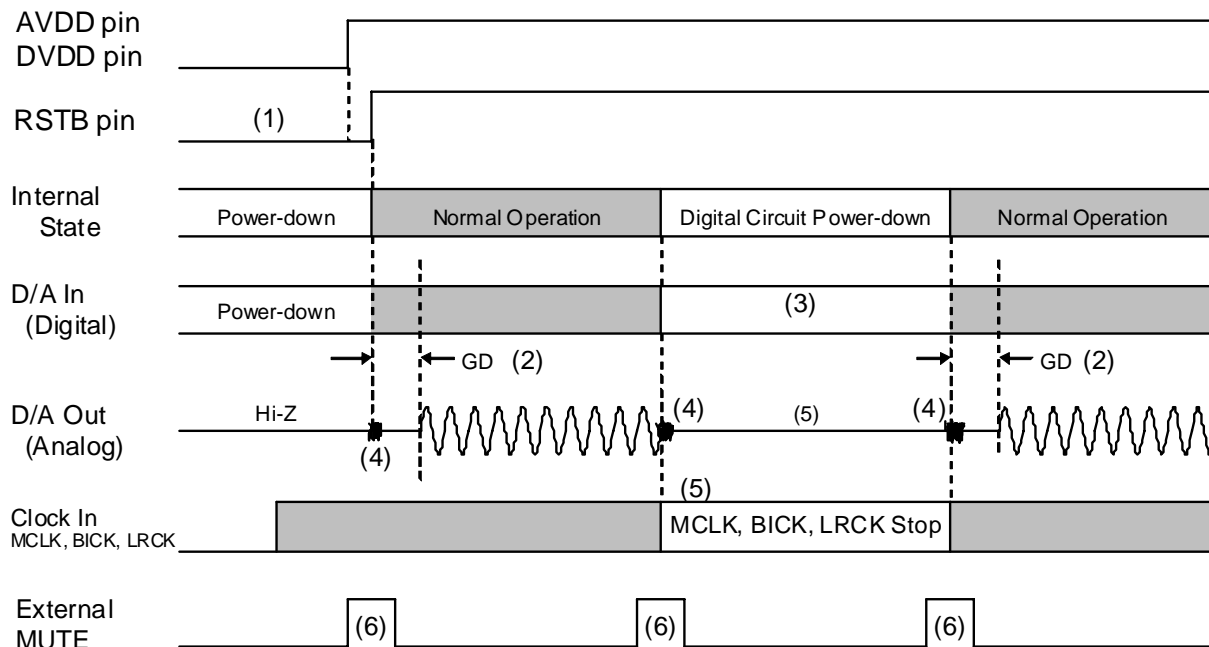 AVDD pin
DVDD pin
RSTB pin
(1)
Internal
State
Power-down
Normal Operation
Digital Circuit Power-down
Normal Operation
D/A In
(Digital)
Power-down
(3)
GD (2)
GD (2)
D/A Out
(Analog)
Hi-Z
(4)
(4)
(5)
(4)
Clock In
MCLK, BICK, LRCK
(5)
MCLK, BICK, LRCK Stop
External
MUTE
(6)
(6)
(6)